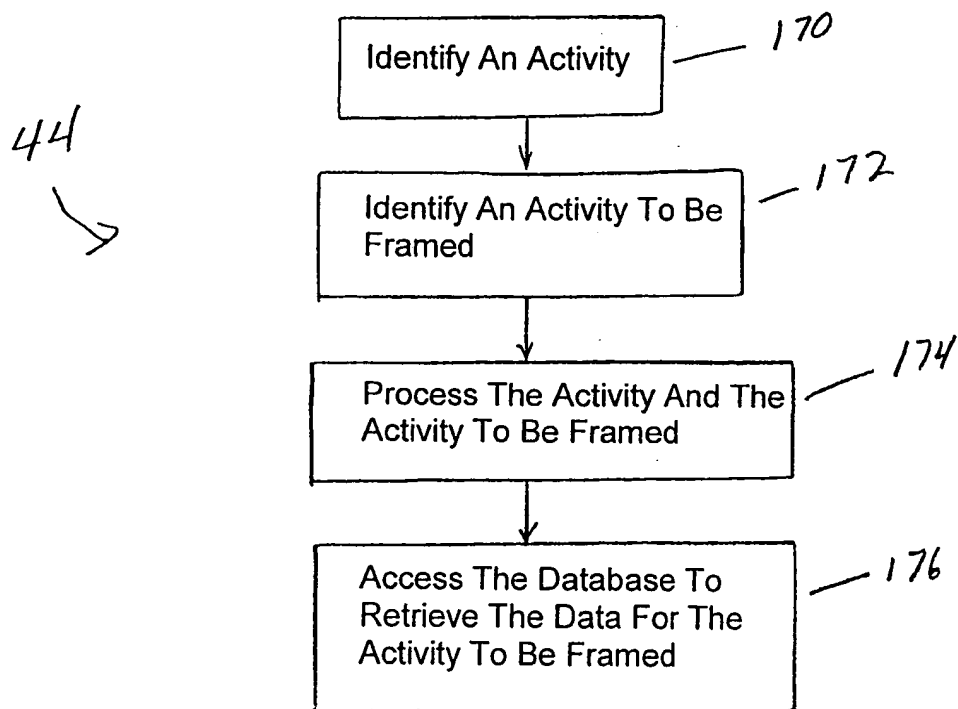 170
Identify An Activity
44
172
Identify An Activity To Be
Framed
174
Process The Activity And The
Activity To Be Framed
176
Access The Database To
Retrieve The Data For The
Activity To Be Framed